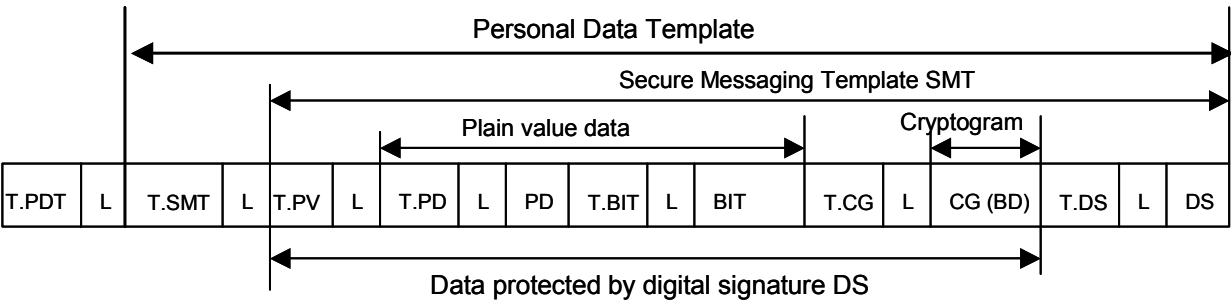 Personal Data Template
Secure Messaging Template SMT
Plain value data
Cryptogram
T.PDT L T.SMT L T.PV L T.PD L PD T.BIT L BIT T.CG L CG (BD) T.DS L DS
Data protected by digital signature DS